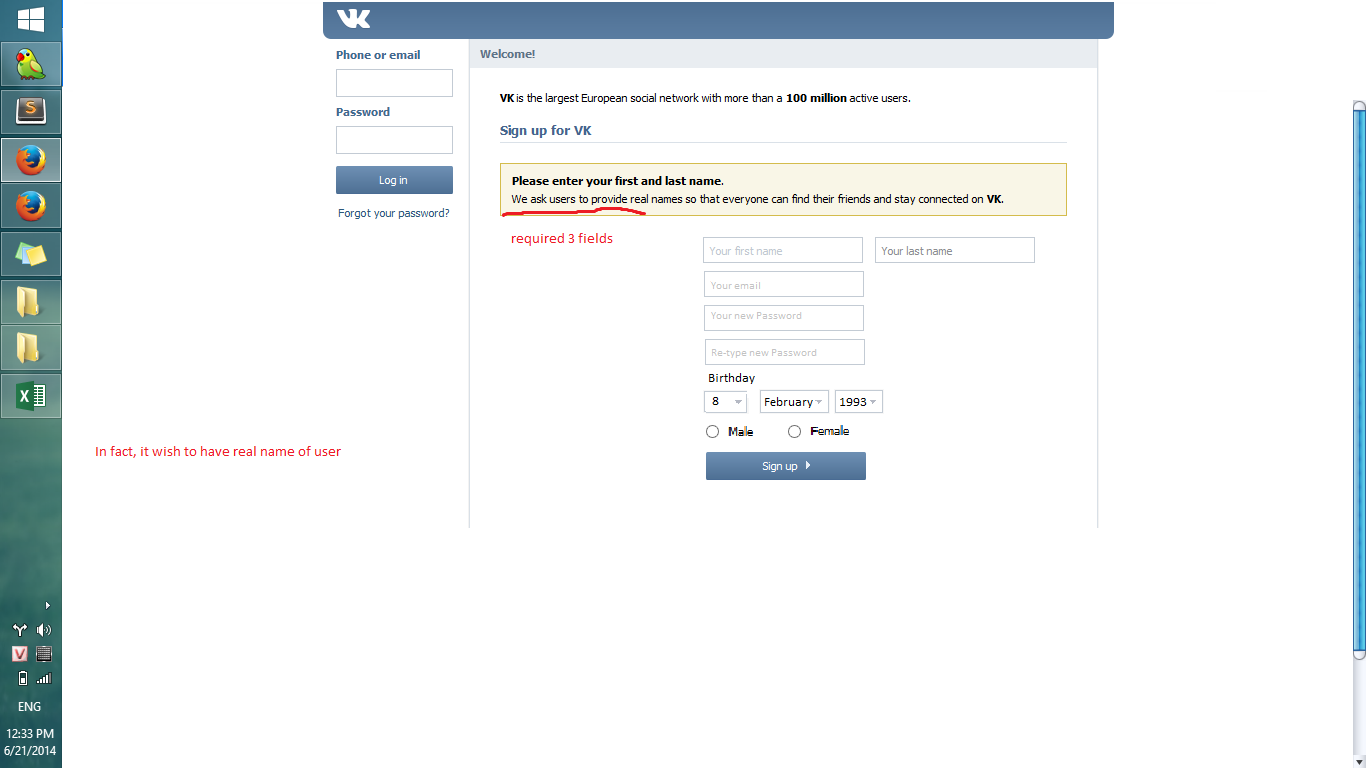 VK
Phone or email
Password
Log in
Forgot your password?
Welcome!
VK is the largest European social network with more than a 100 million active users.
Sign up for VK
Please enter your first and last name.
We ask users to provide real names so that everyone can find their friends and stay connected on VK.
required 3 fields
Your first name
Your last name
Your email
Your new Password
Re-type new Password
Birthday
8 February 1993
Male Female
Sign up
In fact, it wish to have real name of user
S
X
V
ENG
12:33 PM
6/21/2014